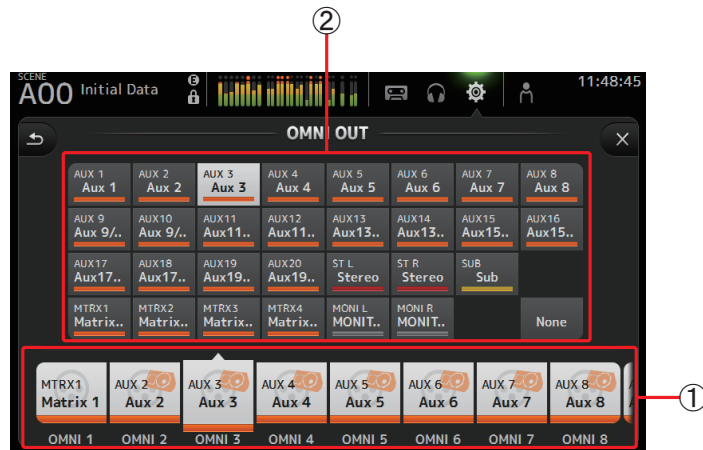 ②
SCENE
A00 Initial Data
E
11:48:45
OMNI OUT
AUX 1 AUX 2 AUX 3 AUX 4 AUX 5 AUX 6 AUX 7 AUX 8
Aux 1 Aux 2 Aux 3 Aux 4 Aux 5 Aux 6 Aux 7 Aux 8
AUX 9 AUX10 AUX11 AUX12 AUX13 AUX14 AUX15 AUX16
Aux 9/.. Aux 9/.. Aux11.. Aux11.. Aux13.. Aux13.. Aux15.. Aux15..
AUX17 AUX18 AUX19 AUX20 ST L ST R SUB
Aux17.. Aux17.. Aux19.. Aux19.. Stereo Stereo Sub
MTRX1 MTRX2 MTRX3 MTRX4 MONI L MONI R
Matrix.. Matrix.. Matrix.. Matrix.. MONIT.. MONIT.. None
MTRX1 AUX 2 AUX 3 AUX 4 AUX 5 AUX 6 AUX 7 AUX 8
Matrix 1 Aux 2 Aux 3 Aux 4 Aux 5 Aux 6 Aux 7 Aux 8
①
OMNI 1 OMNI 2 OMNI 3 OMNI 4 OMNI 5 OMNI 6 OMNI 7 OMNI 8